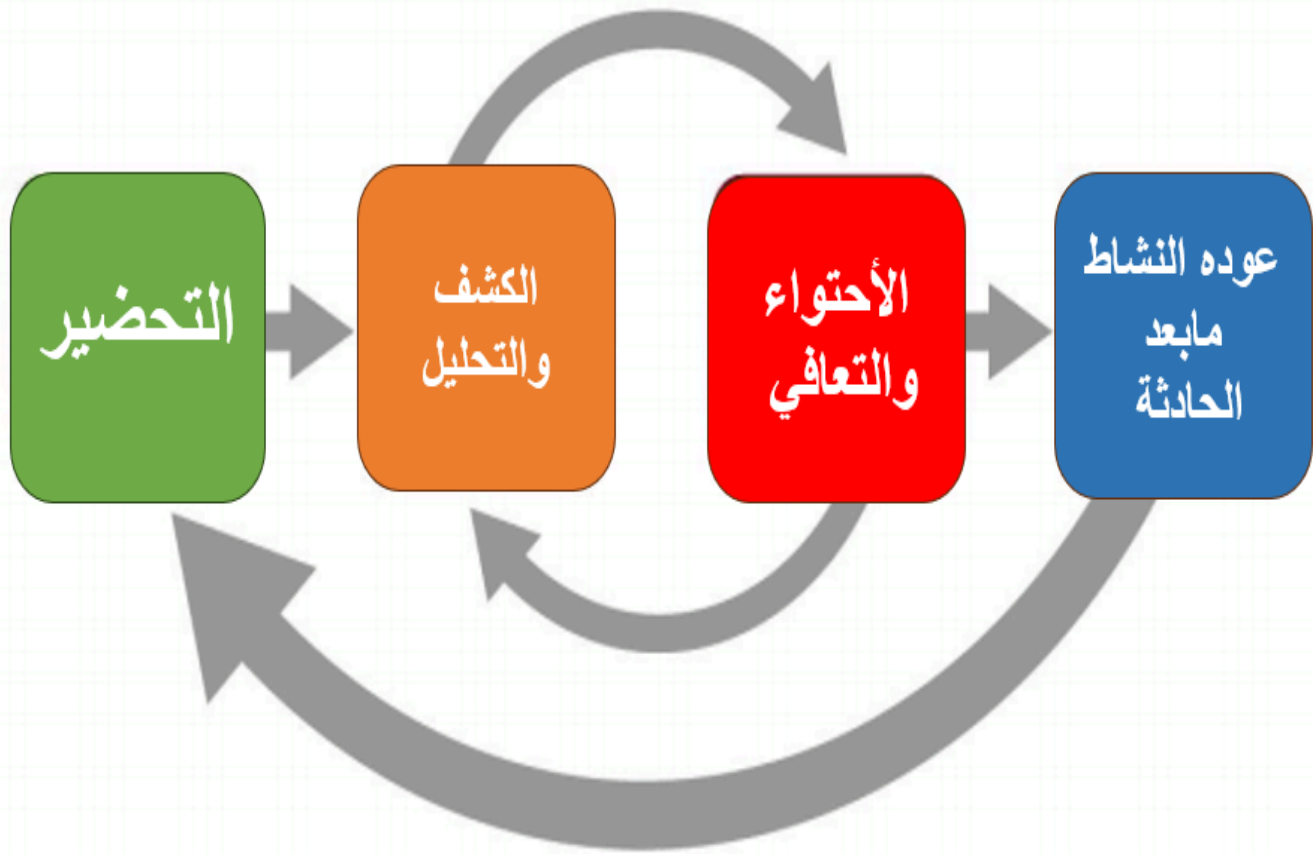 التحضير
الكشف
والتحليل
الأحتواء
والتعافي
عوده النشاط
مابعد
الحادثة